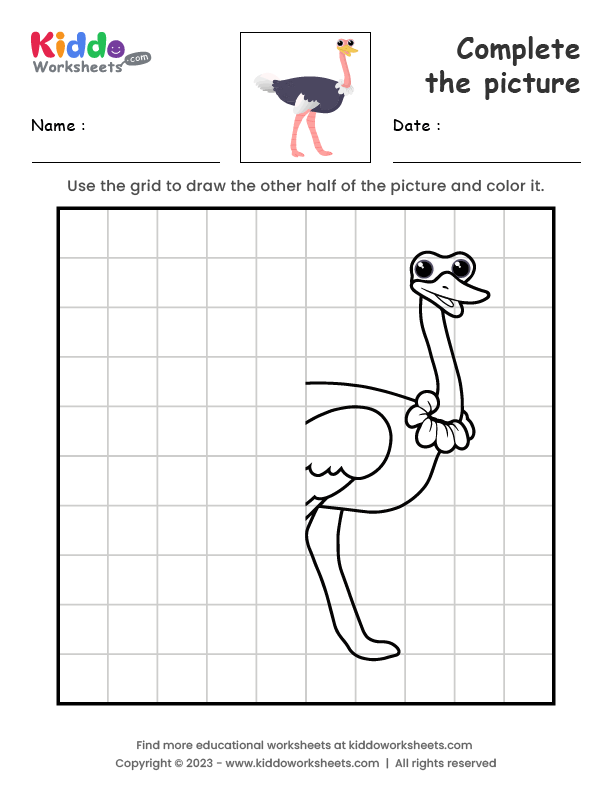 Kiddo
Worksheets
.com
Complete
the picture
Name :
Date :
Use the grid to draw the other half of the picture and color it.
Find more educational worksheets at kiddoworksheets.com
Copyright © 2023 - www.kiddoworksheets.com | All rights reserved